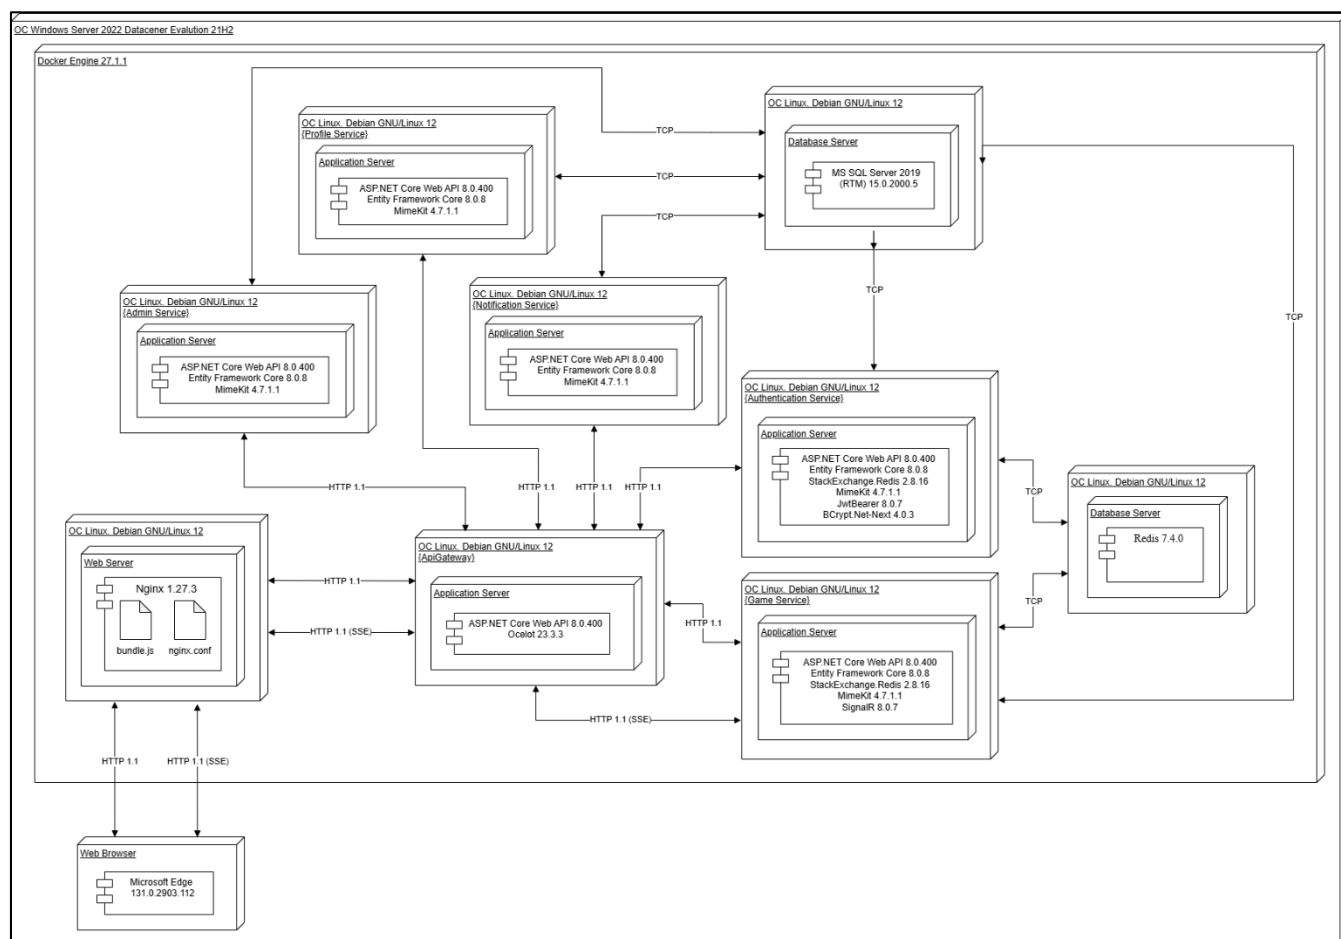 OC Windows Server 2022 Datacener Evalution 21H2
Docker Engine 27.1.1
OC Linux. Debian GNU/Linux 12
{Profile Service}
Application Server
ASP.NET Core Web API 8.0.400
Entity Framework Core 8.0.8
MimeKit 4.7.1.1
OC Linux. Debian GNU/Linux 12
Database Server
MS SQL Server 2019
(RTM) 15.0.2000.5
TCP
TCP
TCP
TCP
TCP
OC Linux. Debian GNU/Linux 12
{Admin Service}
Application Server
ASP.NET Core Web API 8.0.400
Entity Framework Core 8.0.8
MimeKit 4.7.1.1
OC Linux. Debian GNU/Linux 12
{Notification Service}
Application Server
ASP.NET Core Web API 8.0.400
Entity Framework Core 8.0.8
MimeKit 4.7.1.1
OC Linux. Debian GNU/Linux 12
{Authentication Service}
Application Server
ASP.NET Core Web API 8.0.400
Entity Framework Core 8.0.8
StackExchange.Redis 2.8.16
MimeKit 4.7.1.1
JwtBearer 8.0.7
BCrypt.Net-Next 4.0.3
OC Linux. Debian GNU/Linux 12
Database Server
Redis 7.4.0
TCP
TCP
HTTP 1.1
HTTP 1.1
HTTP 1.1
HTTP 1.1
OC Linux. Debian GNU/Linux 12
Web Server
Nginx 1.27.3
bundle.js
nginx.conf
HTTP 1.1
HTTP 1.1 (SSE)
OC Linux. Debian GNU/Linux 12
{ApiGateway}
Application Server
ASP.NET Core Web API 8.0.400
Ocelot 23.3.3
HTTP 1.1
HTTP 1.1 (SSE)
OC Linux. Debian GNU/Linux 12
{Game Service}
Application Server
ASP.NET Core Web API 8.0.400
Entity Framework Core 8.0.8
StackExchange.Redis 2.8.16
MimeKit 4.7.1.1
SignalR 8.0.7
HTTP 1.1
HTTP 1.1 (SSE)
Web Browser
Microsoft Edge
131.0.2903.112